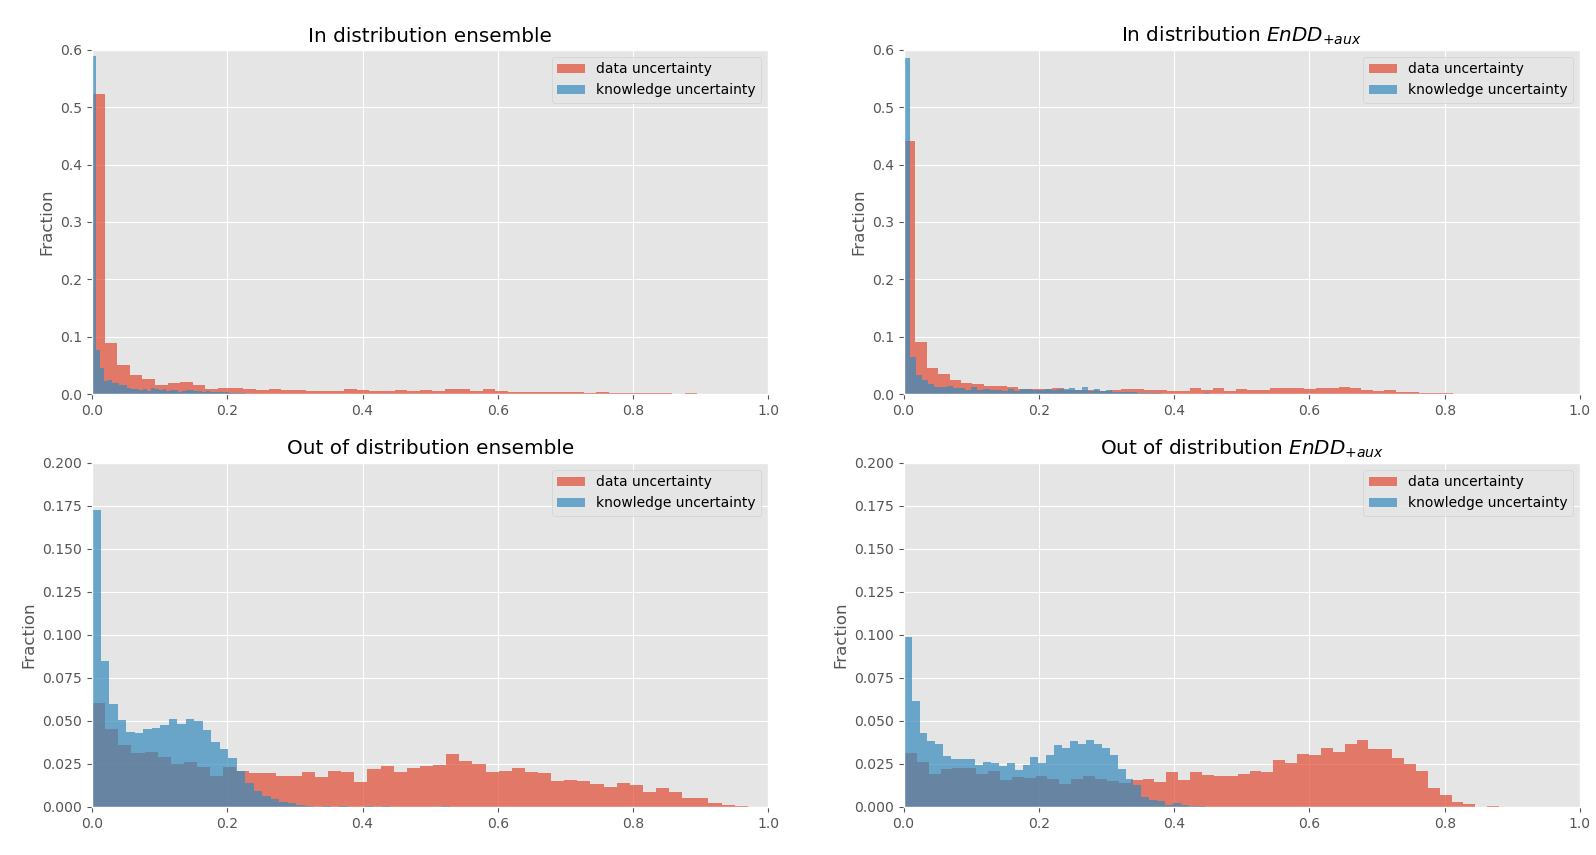 In distribution ensemble
0.6
0.5
0.4
0.3
0.2
0.1
0.0
Fraction
data uncertainty
knowledge uncertainty
0.0 0.2 0.4 0.6 0.8 1.0
In distribution EnDD+aux
0.6
0.5
0.4
0.3
0.2
0.1
0.0
Fraction
data uncertainty
knowledge uncertainty
0.0 0.2 0.4 0.6 0.8 1.0
Out of distribution ensemble
0.200
0.175
0.150
0.125
0.100
0.075
0.050
0.025
0.000
Fraction
data uncertainty
knowledge uncertainty
0.0 0.2 0.4 0.6 0.8 1.0
Out of distribution EnDD+aux
0.200
0.175
0.150
0.125
0.100
0.075
0.050
0.025
0.000
Fraction
data uncertainty
knowledge uncertainty
0.0 0.2 0.4 0.6 0.8 1.0